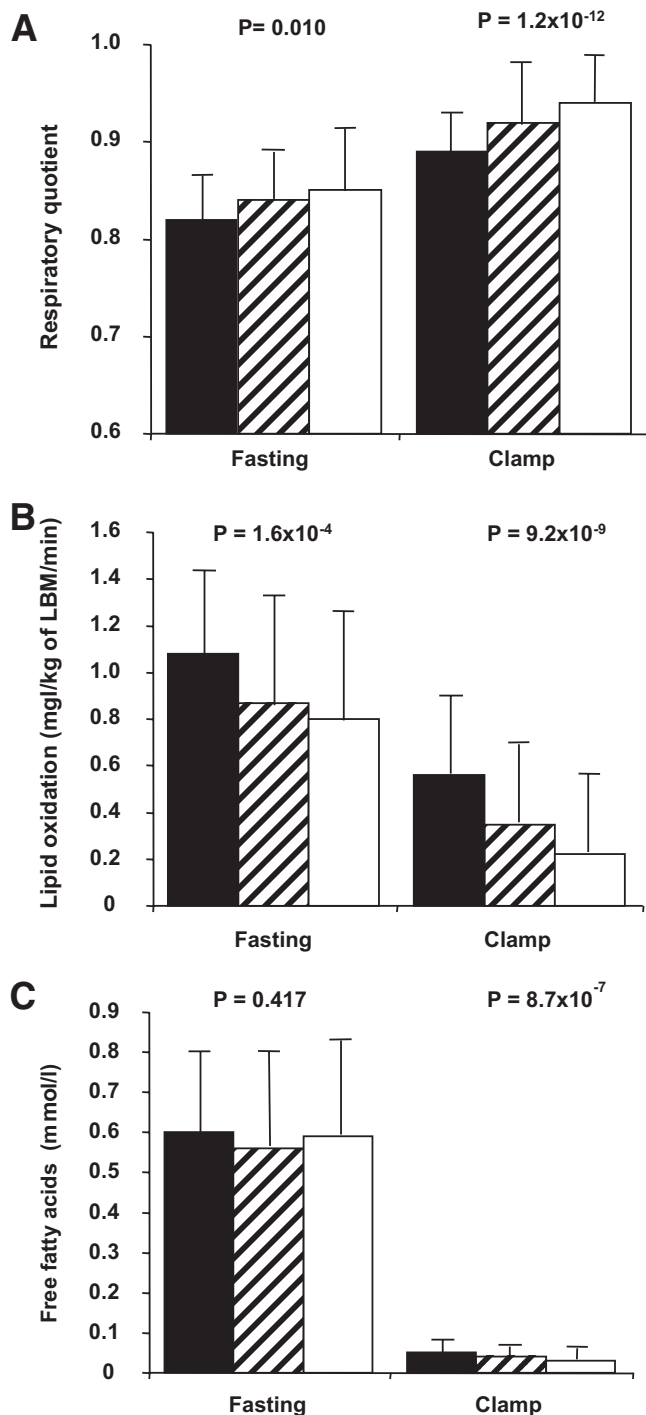 A
P= 0.010
P = 1.2x10-12
Respiratory quotient
1.0
0.9
0.8
0.7
0.6
Fasting
Clamp
B
P = 1.6x10-4
P = 9.2x10-9
Lipid oxidation (mgl/kg of LBM/min)
1.6
1.4
1.2
1.0
0.8
0.6
0.4
0.2
0
Fasting
Clamp
C
P = 0.417
P = 8.7x10-7
Free fatty acids (m mol/l)
0.9
0.8
0.7
0.6
0.5
0.4
0.3
0.2
0.1
0
Fasting
Clamp